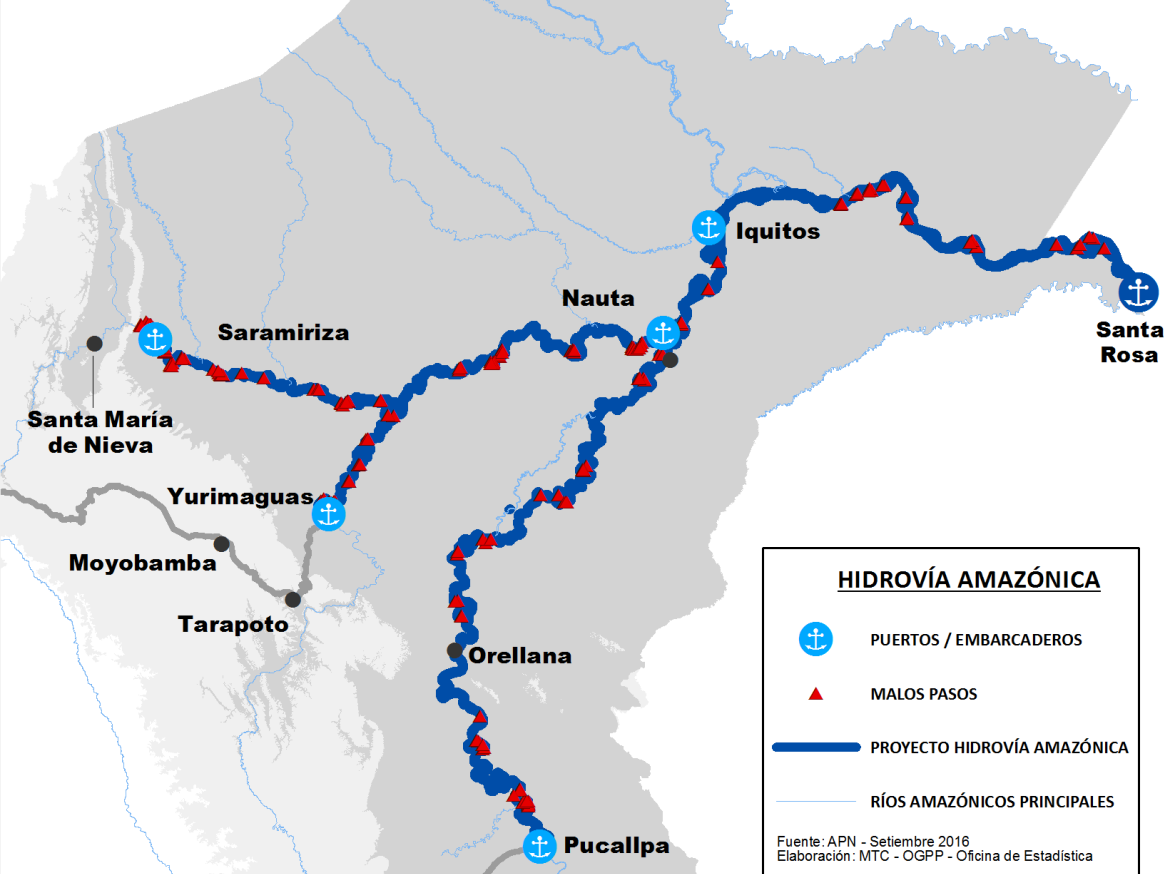 Iquitos
Nauta
Saramiriza
Santa
Rosa
Santa María
de Nieva
Yurimaguas
Moyobamba
Tarapoto
Orellana
Pucallpa
HIDROVÍA AMAZÓNICA
PUERTOS / EMBARCADEROS
MALOS PASOS
PROYECTO HIDROVÍA AMAZÓNICA
RÍOS AMAZÓNICOS PRINCIPALES
Fuente: APN - Setiembre 2016
Elaboración: MTC - OGPP - Oficina de Estadística